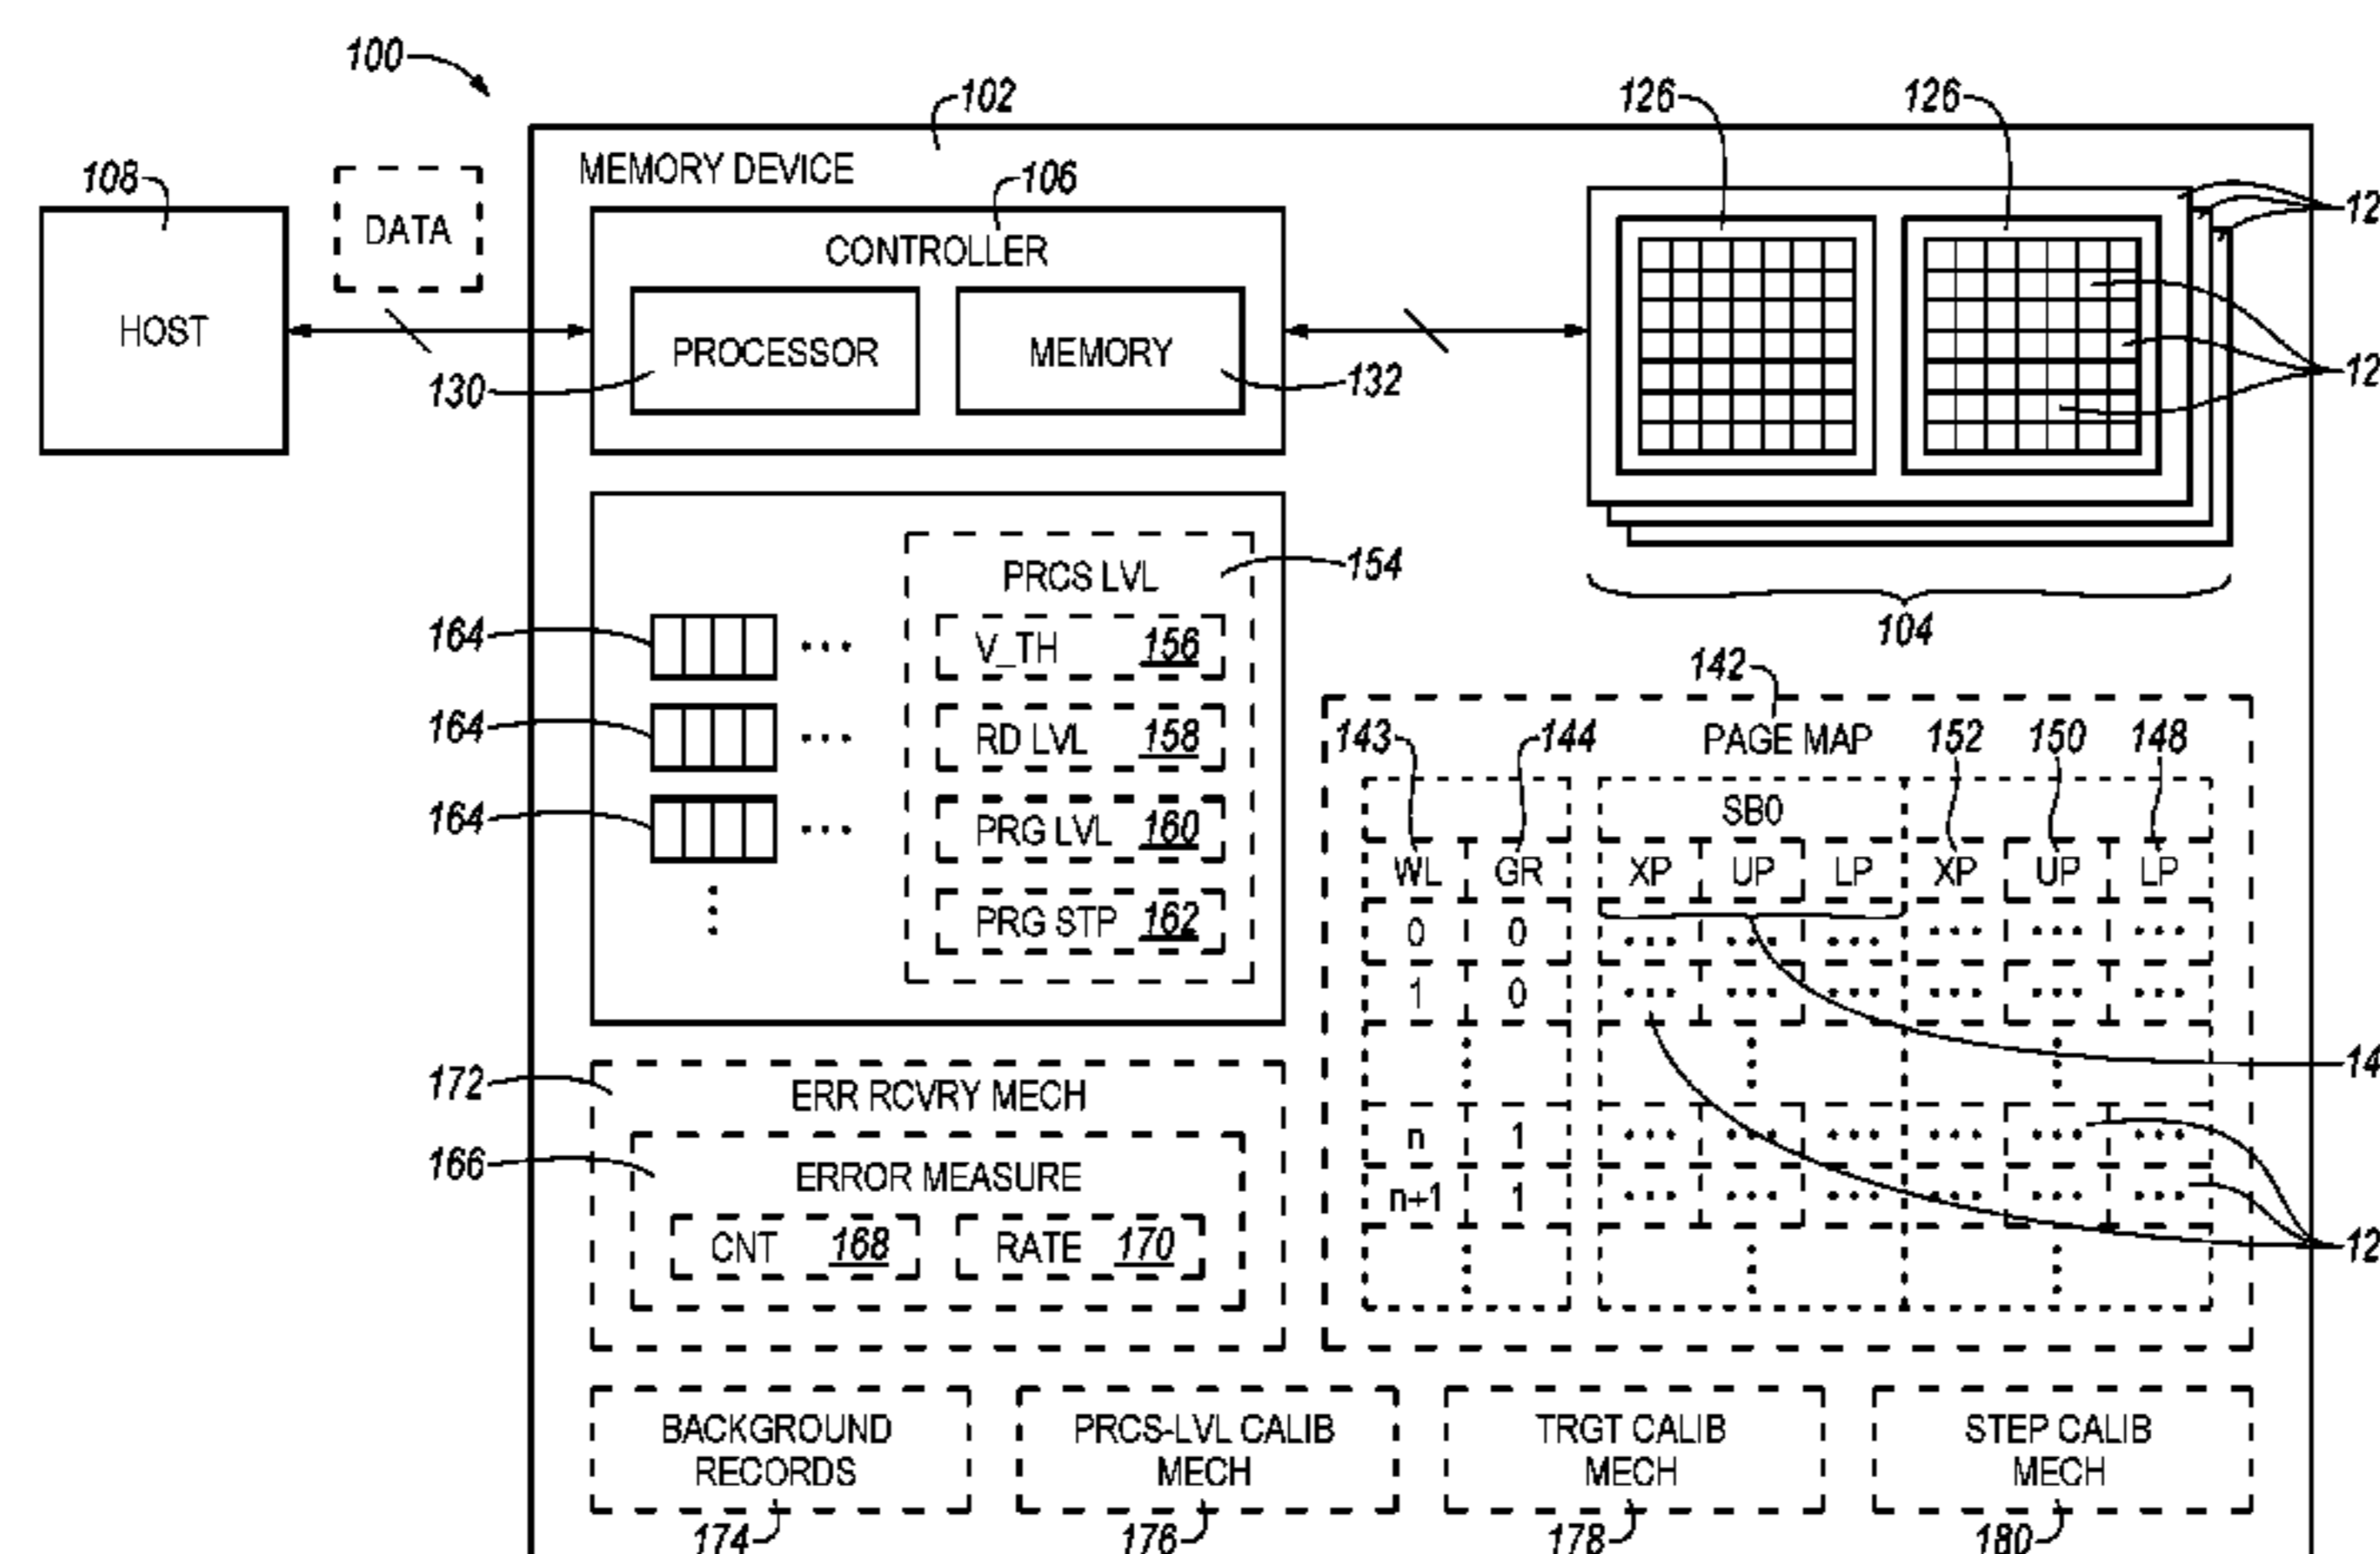 100
102
126
126
108
DATA
MEMORY DEVICE
106
CONTROLLER
HOST
PROCESSOR
MEMORY
130
132
PRCS LVL
154
104
164
V_TH 156
142
164
RD LVL 158
143
144
PAGE MAP
152
150
148
164
PRG LVL 160
SB0
WL GR XP UP LP XP UP LP
PRG STP 162
0 0 ... ... ... ... ... ...
1 0 ... ... ... ... ... ...
172
ERR RCVRY MECH
n 1 ... ... ... ... ... ...
166
ERROR MEASURE
n+1 1 ... ... ... ... ... ...
CNT 168
RATE 170
BACKGROUND
RECORDS
PRCS-LVL CALIB
MECH
TRGT CALIB
MECH
STEP CALIB
MECH
174
176
178
180